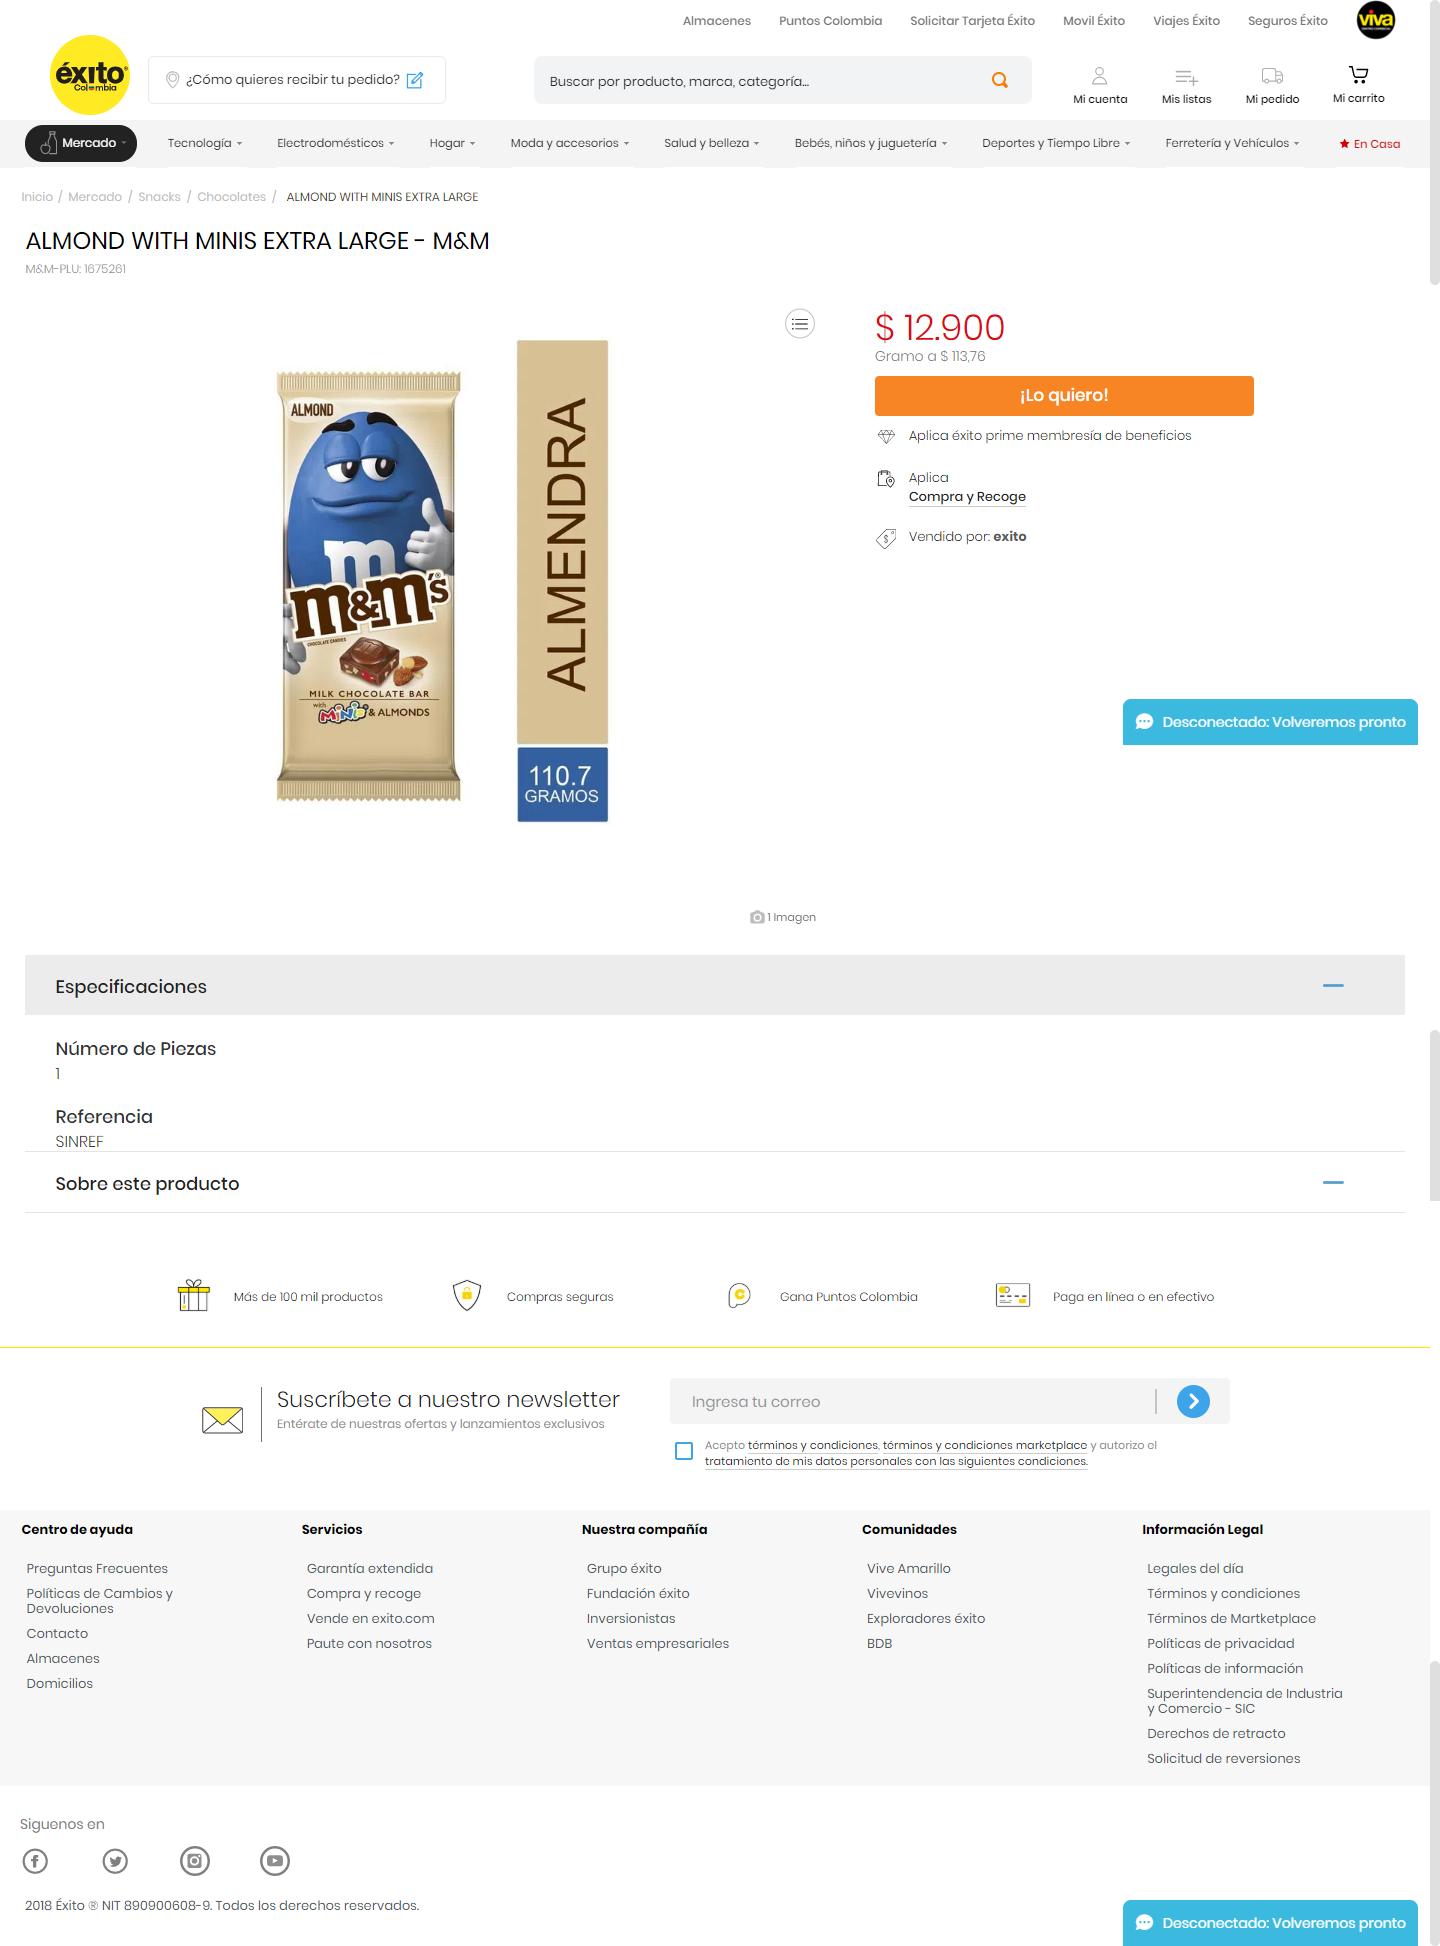 Almacenes Puntos Colombia Solicitar Tarjeta Éxito Movil Éxito Viajes Éxito Seguros Éxito viva
éxito
Colombia
¿Cómo quieres recibir tu pedido?
Buscar por producto, marca, categoría...
Mi cuenta Mis listas Mi pedido Mi carrito
Mercado Tecnología Electrodomésticos Hogar Moda y accesorios Salud y belleza Bebés, niños y juguetería Deportes y Tiempo Libre Ferretería y Vehículos En Casa
Inicio / Mercado / Snacks / Chocolates / ALMOND WITH MINIS EXTRA LARGE
ALMOND WITH MINIS EXTRA LARGE - M&M
M&M-PLU: 1675261
ALMOND
m
m&m's
CHOCOLATE CANDIES
MILK CHOCOLATE BAR
with MINIS & ALMONDS
ALMENDRA
110.7
GRAMOS
$ 12.900
Gramo a $ 113,76
¡Lo quiero!
Aplica éxito prime membresía de beneficios
Aplica
Compra y Recoge
Vendido por: exito
Desconectado: Volveremos pronto
1 Imagen
Especificaciones
Número de Piezas
1
Referencia
SINREF
Sobre este producto
Más de 100 mil productos Compras seguras Gana Puntos Colombia Paga en línea o en efectivo
Suscríbete a nuestro newsletter
Entérate de nuestras ofertas y lanzamientos exclusivos
Ingresa tu correo
Acepto términos y condiciones, términos y condiciones marketplace y autorizo el
tratamiento de mis datos personales con las siguientes condiciones.
Centro de ayuda
Preguntas Frecuentes
Políticas de Cambios y
Devoluciones
Contacto
Almacenes
Domicilios
Servicios
Garantía extendida
Compra y recoge
Vende en exito.com
Paute con nosotros
Nuestra compañía
Grupo éxito
Fundación éxito
Inversionistas
Ventas empresariales
Comunidades
Vive Amarillo
Vivevinos
Exploradores éxito
BDB
Información Legal
Legales del día
Términos y condiciones
Términos de Martketplace
Políticas de privacidad
Políticas de información
Superintendencia de Industria
y Comercio - SIC
Derechos de retracto
Solicitud de reversiones
Siguenos en
2018 Éxito ® NIT 890900608-9. Todos los derechos reservados.
Desconectado: Volveremos pronto